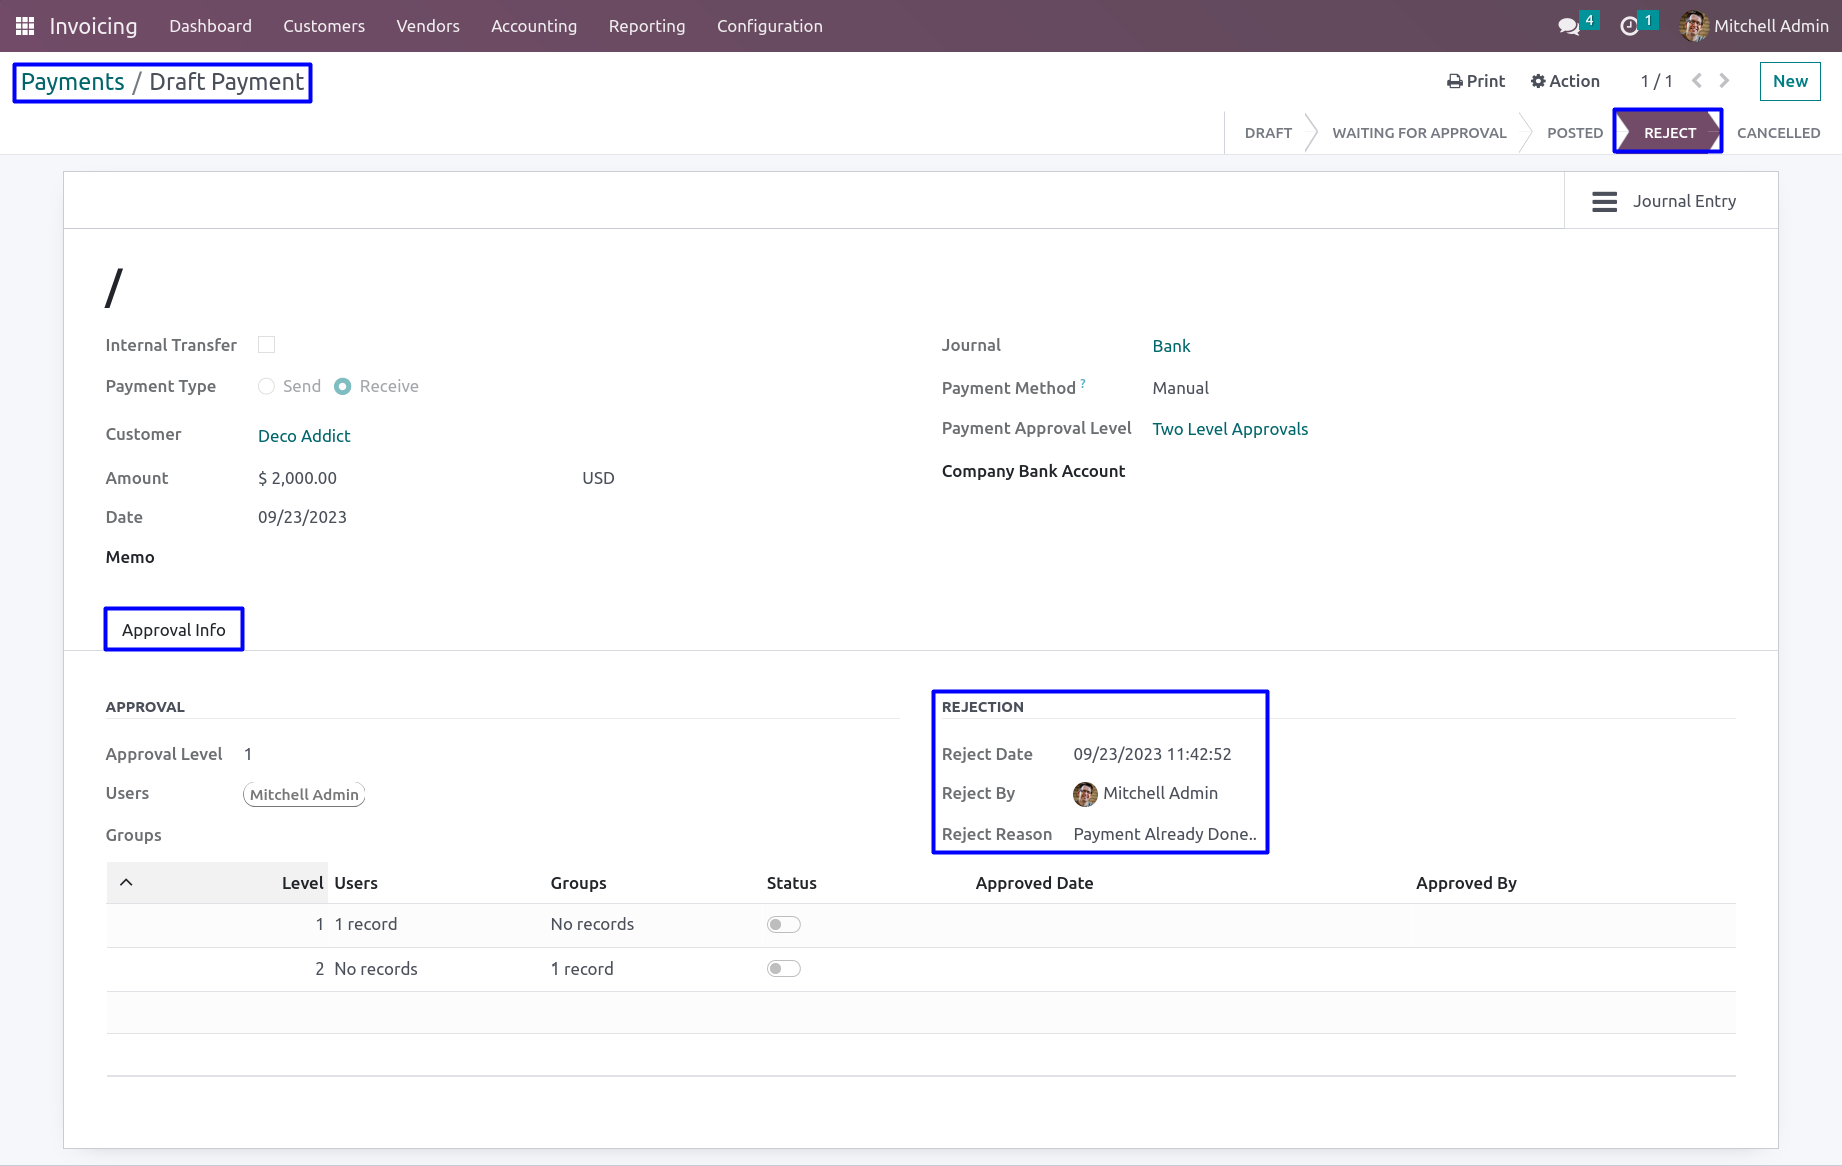 Invoicing Dashboard Customers Vendors Accounting Reporting Configuration 4 1 Mitchell Admin
Payments / Draft Payment Print Action 1 / 1 New
DRAFT WAITING FOR APPROVAL POSTED REJECT CANCELLED
Journal Entry
/
Internal Transfer
Payment Type Send Receive
Customer Deco Addict
Amount $ 2,000.00 USD
Date 09/23/2023
Memo
Journal Bank
Payment Method ? Manual
Payment Approval Level Two Level Approvals
Company Bank Account
Approval Info
APPROVAL
Approval Level 1
Users Mitchell Admin
Groups
REJECTION
Reject Date 09/23/2023 11:42:52
Reject By Mitchell Admin
Reject Reason Payment Already Done..
Level Users Groups Status Approved Date Approved By
1 1 record No records
2 No records 1 record